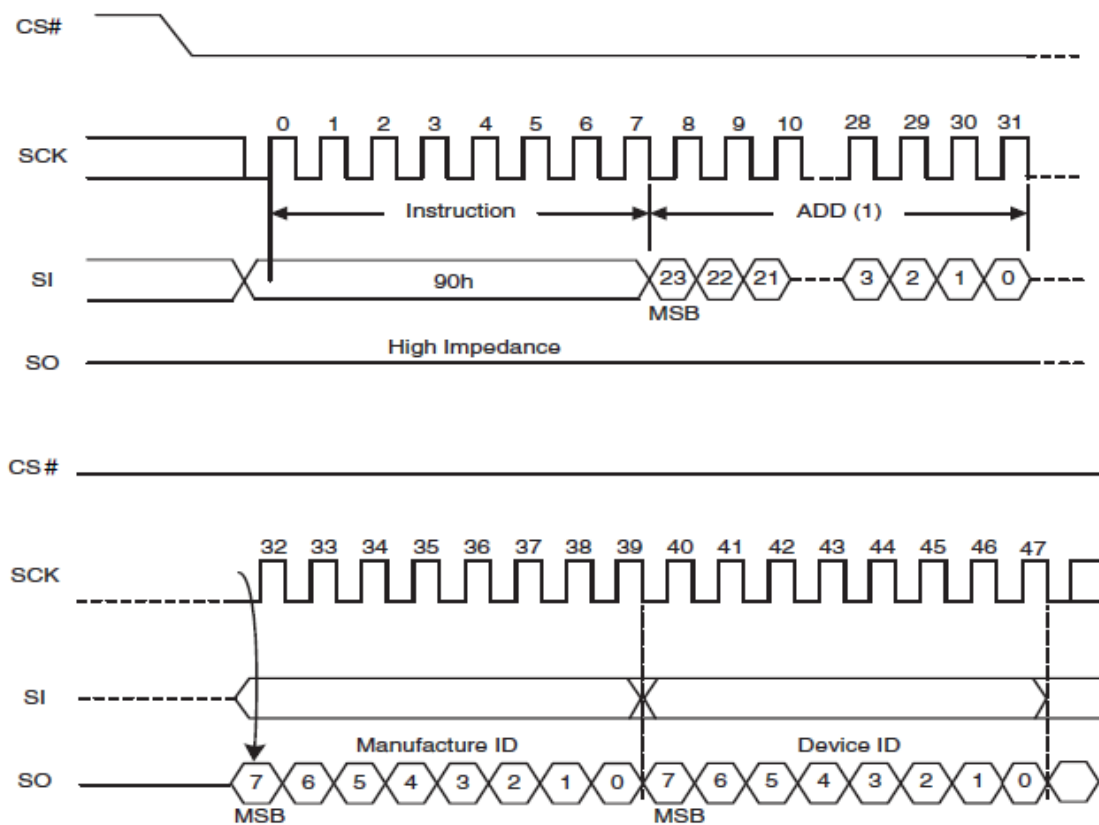 CS#
0 1 2 3 4 5 6 7 8 9 10 28 29 30 31
SCK
Instruction ADD (1)
SI 90h 23 22 21 3 2 1 0
MSB
High Impedance
SO
CS#
32 33 34 35 36 37 38 39 40 41 42 43 44 45 46 47
SCK
SI
Manufacture ID Device ID
SO 7 6 5 4 3 2 1 0 7 6 5 4 3 2 1 0
MSB MSB